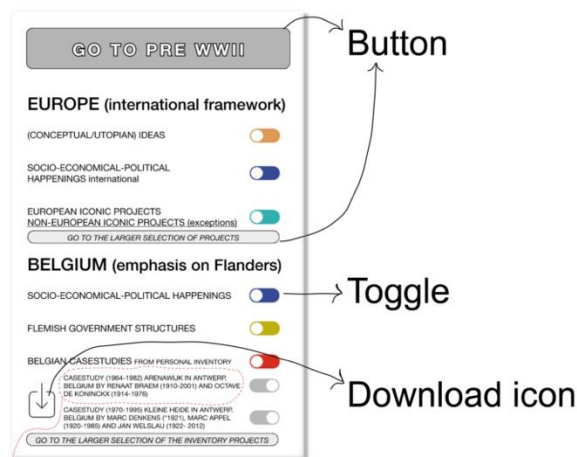 GO TO PRE WWII
Button
EUROPE (international framework)
(CONCEPTUAL/UTOPIAN) IDEAS
SOCIO-ECONOMICAL-POLITICAL
HAPPENINGS international
EUROPEAN ICONIC PROJECTS
NON-EUROPEAN ICONIC PROJECTS (exceptions)
GO TO THE LARGER SELECTION OF PROJECTS
BELGIUM (emphasis on Flanders)
SOCIO-ECONOMICAL-POLITICAL HAPPENINGS
Toggle
FLEMISH GOVERNMENT STRUCTURES
BELGIAN CASESTUDIES FROM PERSONAL INVENTORY
CASESTUDY (1964-1982) ARENAWIJK IN ANTWERP,
BELGIUM BY RENAAT BRAEM (1910-2001) AND OCTAVE
DE KONINCKX (1914-1976)
Download icon
CASESTUDY (1970-1995) KLEINE HEIDE IN ANTWERP,
BELGIUM BY MARC DENKENS (*1921), MARC APPEL
(1920-1985) AND JAN WELSLAU (1922- 2012)
GO TO THE LARGER SELECTION OF THE INVENTORY PROJECTS